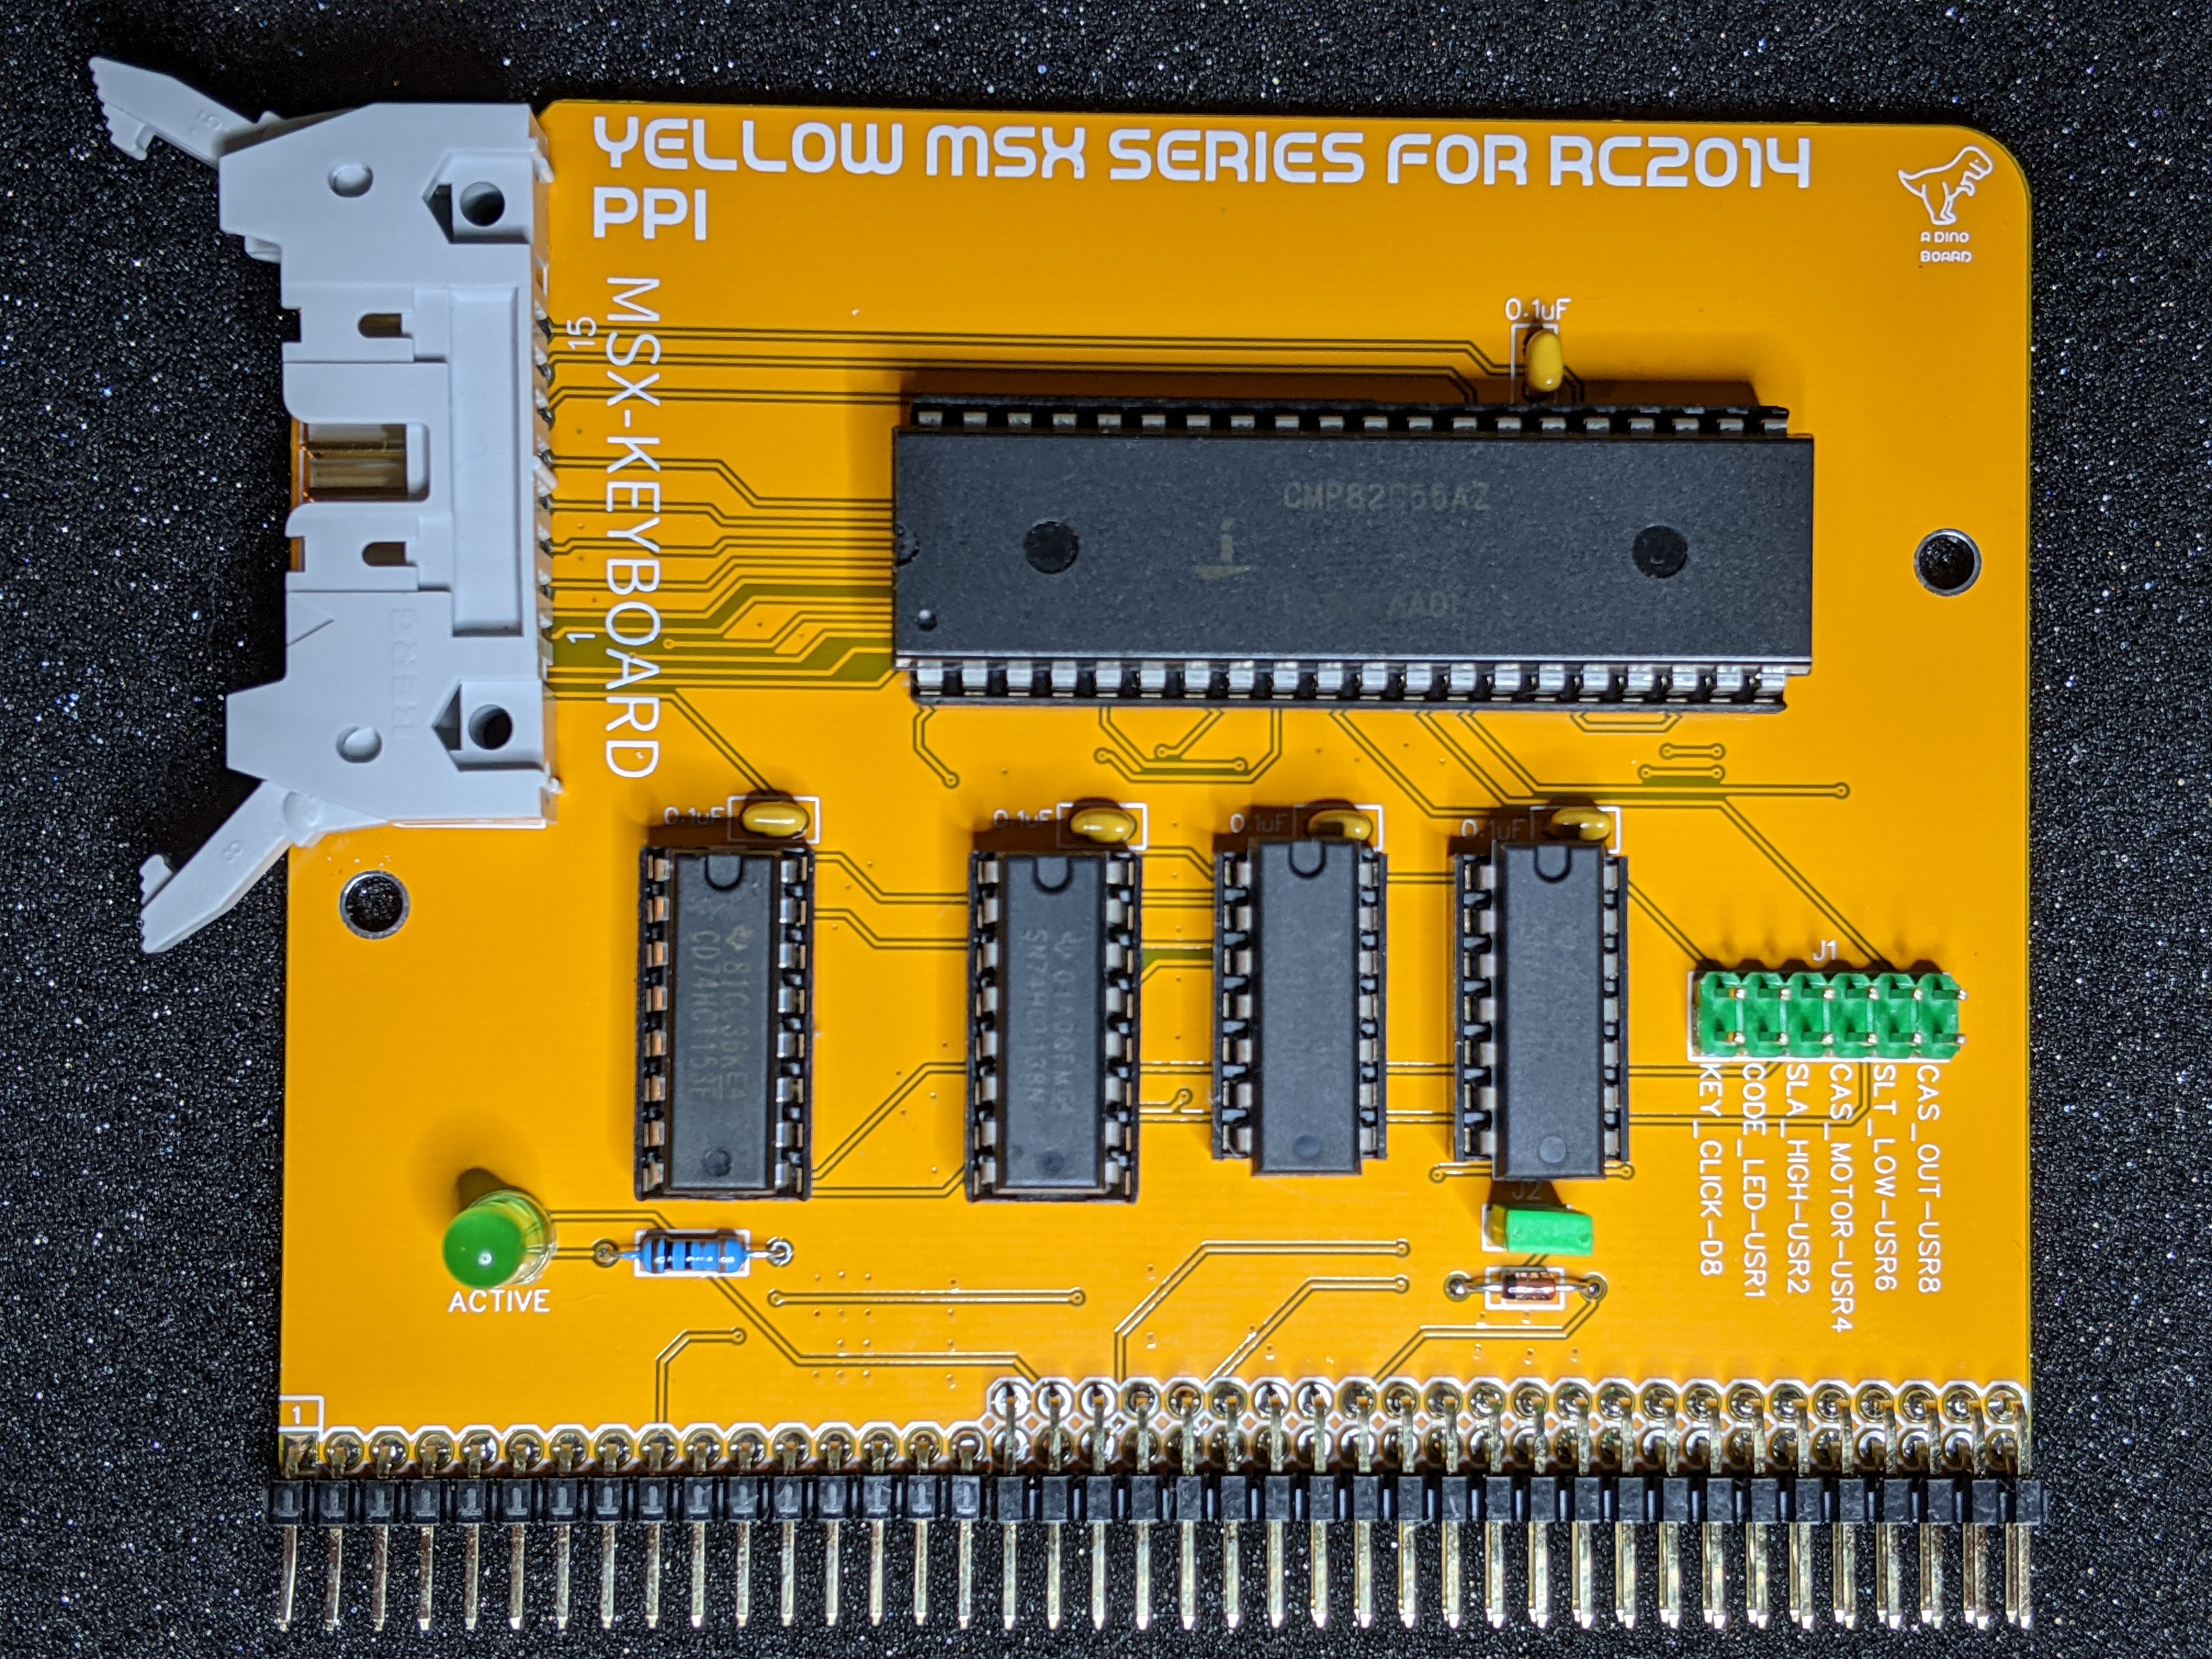 YELLOW MSX SERIES FOR RC2014
PPI
A DINO
BOARD
MSX-KEYBOARD
15
1
0.1uF
CMP82C55AZ
0.1uF
0.1uF
0.1uF
0.1uF
J1
KEY_CLICK-D8
CODE_LED-USR1
SLA_HIGH-USR2
CAS_MOTOR-USR4
SLT_LOW-USR6
CAS_OUT-USR8
J2
ACTIVE
1